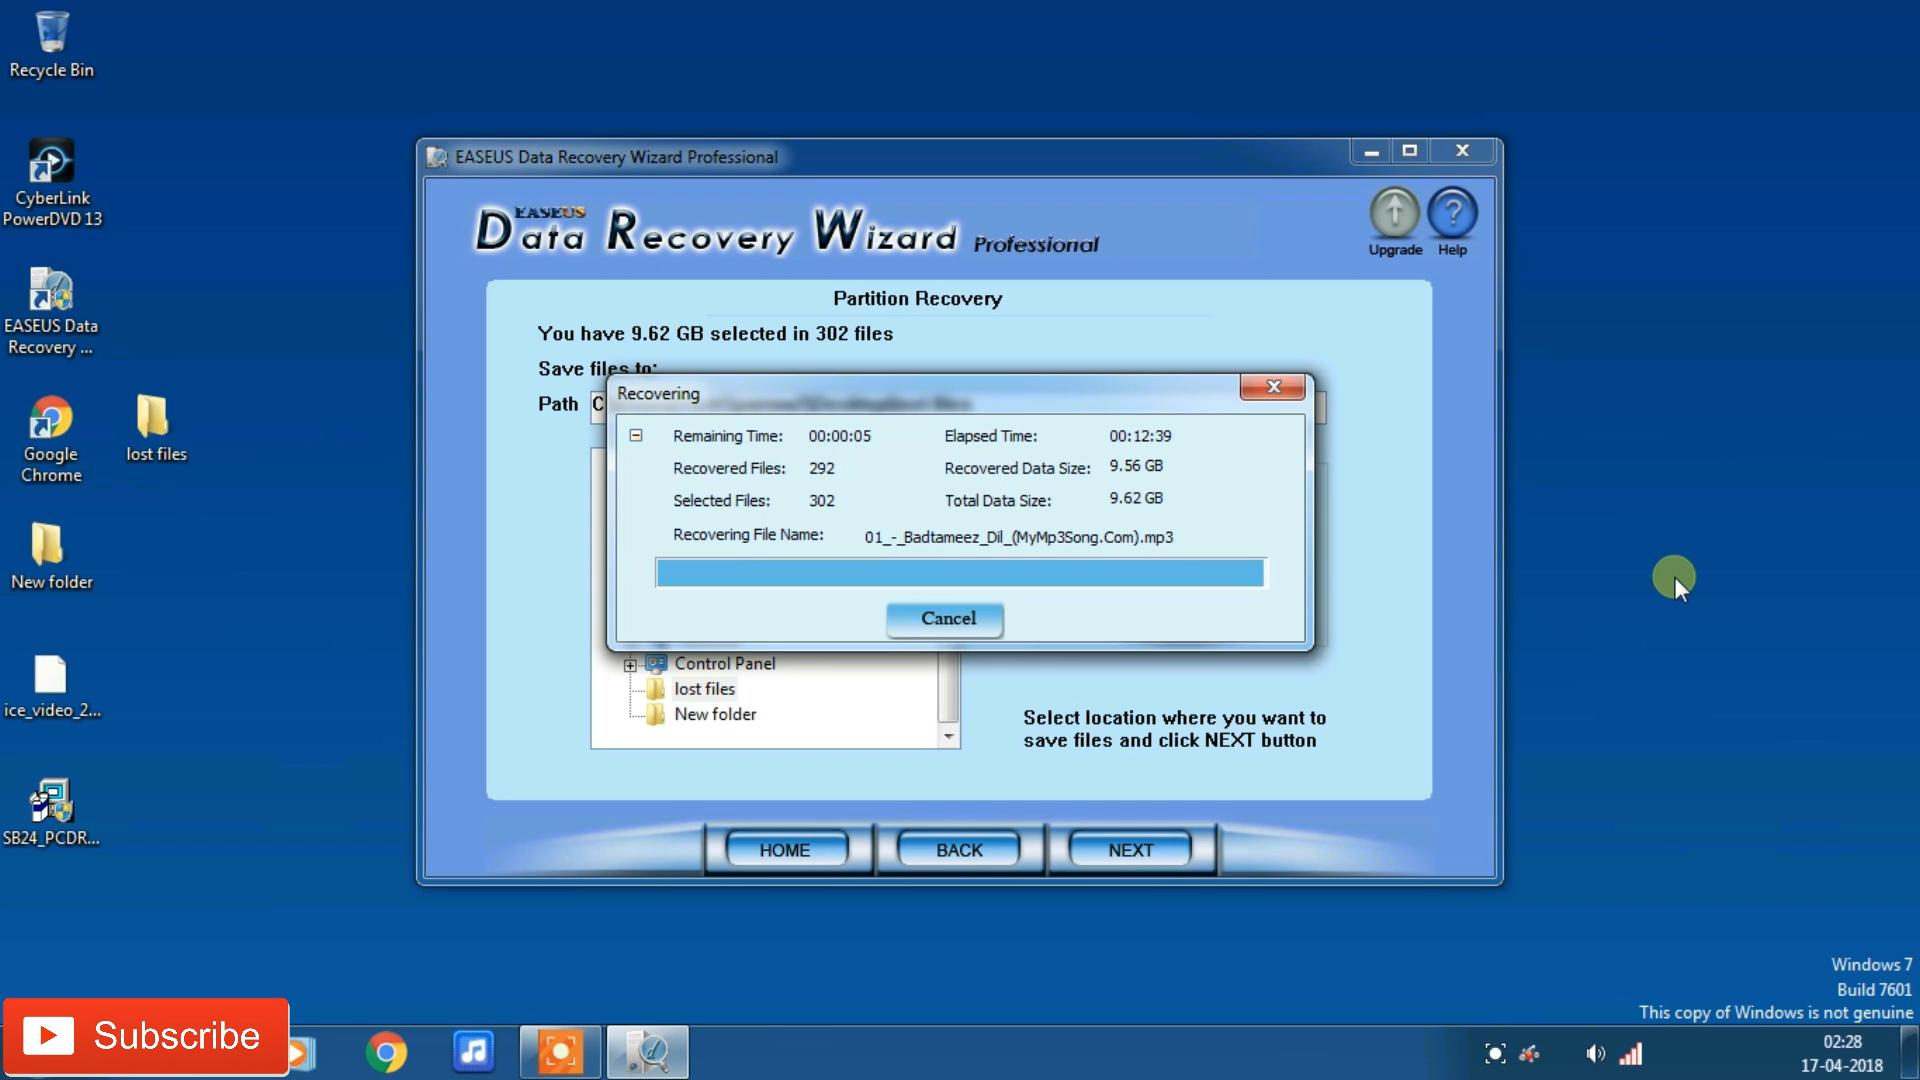 Recycle Bin
CyberLink
PowerDVD 13
EASEUS Data
Recovery ...
Google
Chrome
lost files
New folder
ice_video_2...
SB24_PCDR...
EASEUS Data Recovery Wizard Professional
EASEUS
Data Recovery Wizard Professional
Upgrade
Help
Partition Recovery
You have 9.62 GB selected in 302 files
Save files to:
Path C
Recovering
Remaining Time: 00:00:05 Elapsed Time: 00:12:39
Recovered Files: 292 Recovered Data Size: 9.56 GB
Selected Files: 302 Total Data Size: 9.62 GB
Recovering File Name: 01_-_Badtameez_Dil_(MyMp3Song.Com).mp3
Cancel
Control Panel
lost files
New folder
Select location where you want to
save files and click NEXT button
HOME
BACK
NEXT
Windows 7
Build 7601
This copy of Windows is not genuine
Subscribe
02:28
17-04-2018